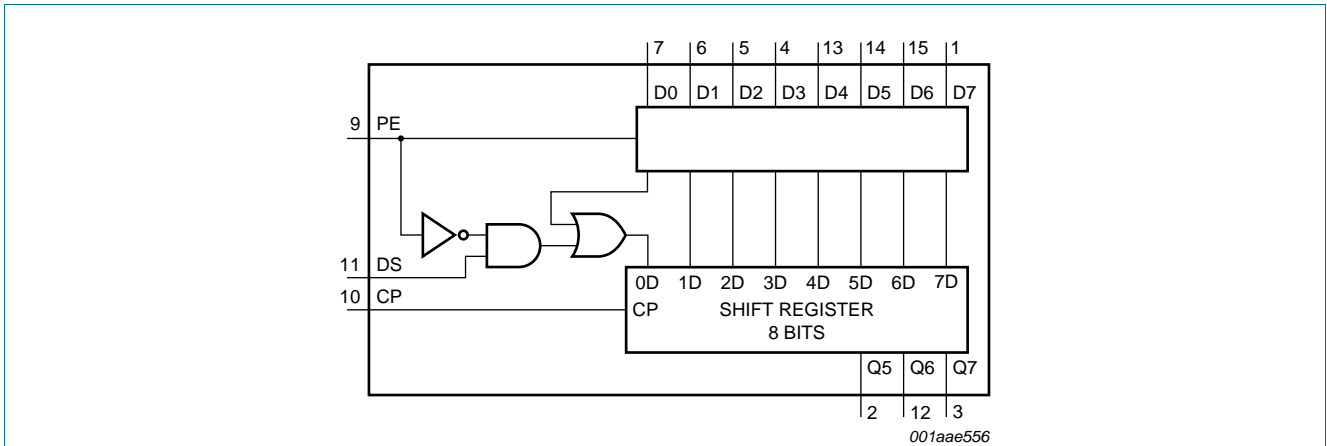 7 6 5 4 13 14 15 1
D0 D1 D2 D3 D4 D5 D6 D7
9 PE
11 DS
10 CP
0D 1D 2D 3D 4D 5D 6D 7D
CP SHIFT REGISTER
8 BITS
Q5 Q6 Q7
2 12 3
001aae556